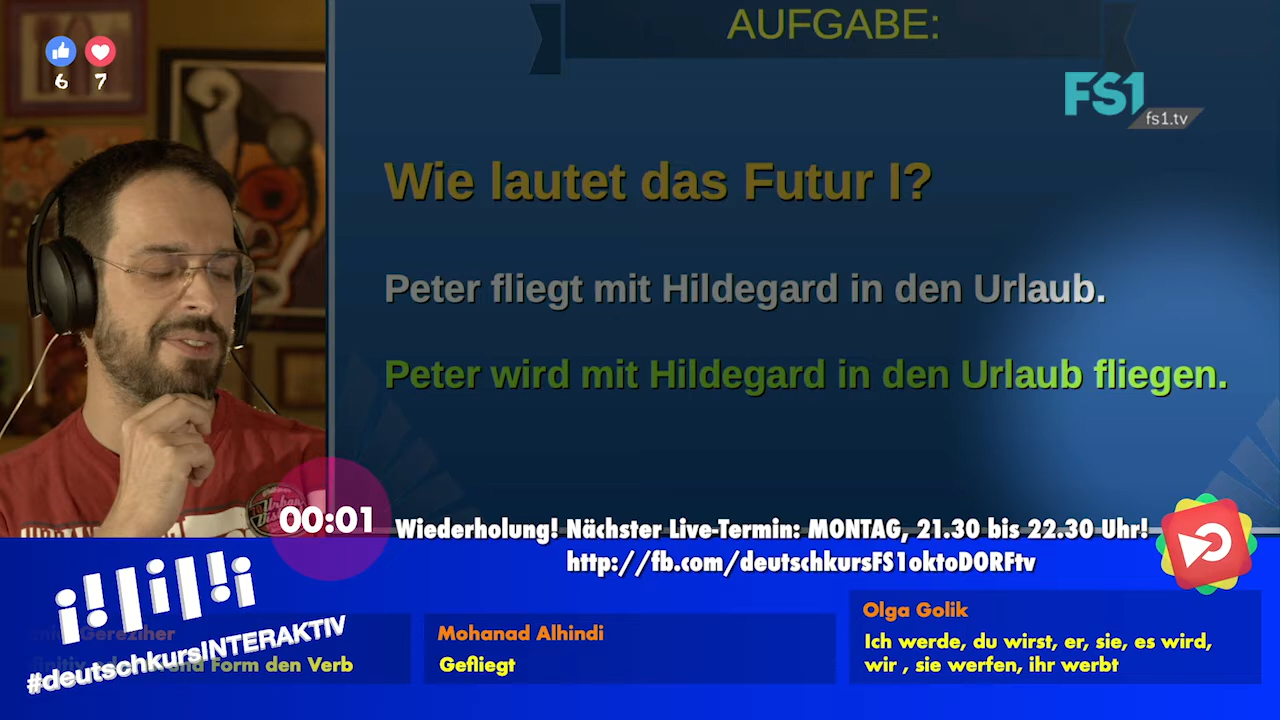 AUFGABE:
6 7
FS1
fs1.tv
Wie lautet das Futur I?
Peter fliegt mit Hildegard in den Urlaub.
Peter wird mit Hildegard in den Urlaub fliegen.
00:01
Wiederholung! Nächster Live-Termin: MONTAG, 21.30 bis 22.30 Uhr!
http://fb.com/deutschkursFS1oktoDORFtv
#deutschkursINTERAKTIV
Gereziher
Form den Verb
Mohanad Alhindi
Gefliegt
Olga Golik
Ich werde, du wirst, er, sie, es wird,
wir , sie werfen, ihr werbt